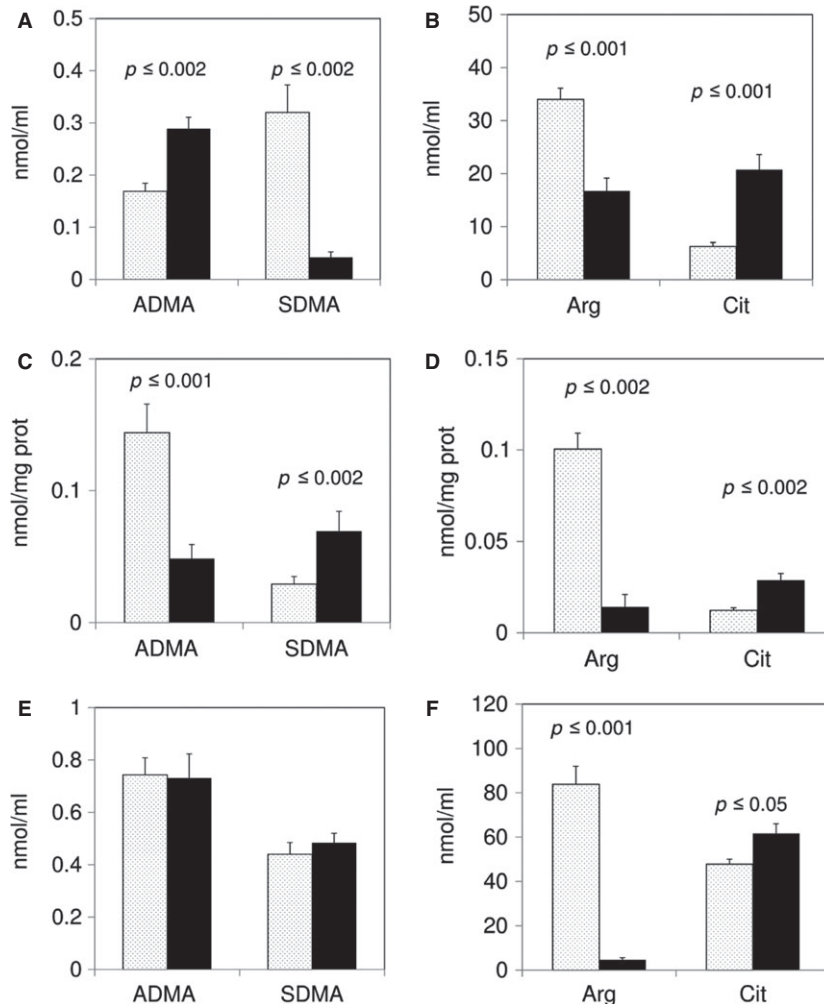 A
0.5
0.4
0.3
0.2
0.1
0
nmol/ml
p ≤ 0.002
p ≤ 0.002
ADMA
SDMA
B
50
40
30
20
10
0
nmol/ml
p ≤ 0.001
p ≤ 0.001
Arg
Cit
C
0.2
0.1
0
nmol/mg prot
p ≤ 0.001
p ≤ 0.002
ADMA
SDMA
D
0.15
0.1
0.05
0
nmol/mg prot
p ≤ 0.002
p ≤ 0.002
Arg
Cit
E
1
0.8
0.6
0.4
0.2
0
nmol/ml
ADMA
SDMA
F
120
100
80
60
40
20
0
nmol/ml
p ≤ 0.001
p ≤ 0.05
Arg
Cit